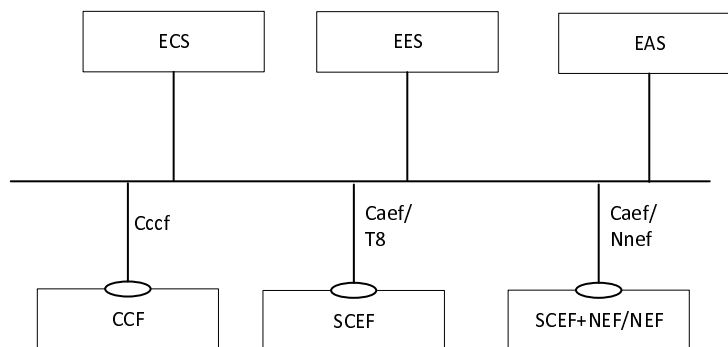 ECS
EES
EAS
Cccf
Caef/
T8
Caef/
Nnef
CCF
SCEF
SCEF+NEF/NEF